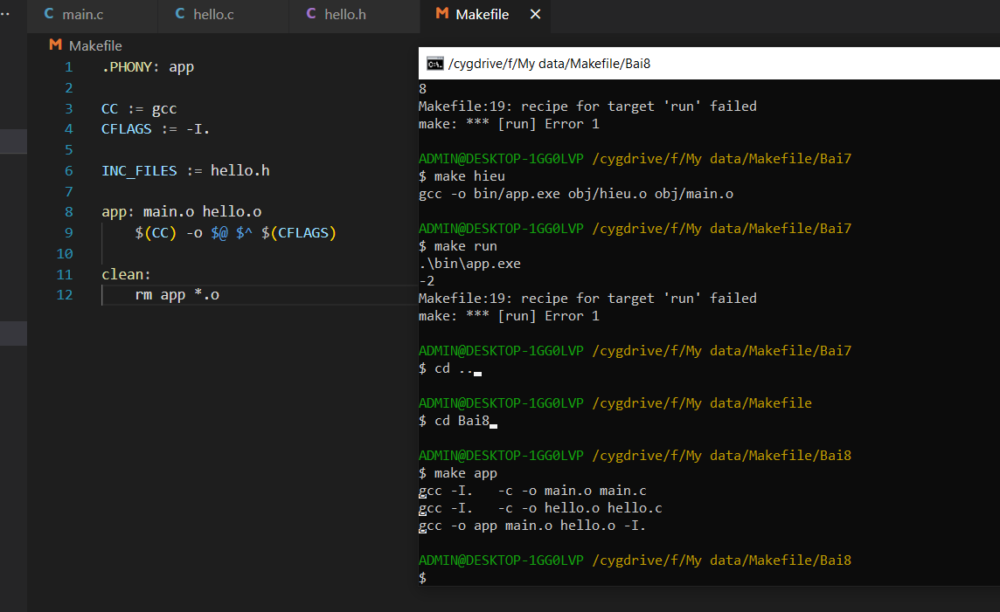 main.c hello.c hello.h Makefile
Makefile
1 .PHONY: app
2
3 CC := gcc
4 CFLAGS := -I.
5
6 INC_FILES := hello.h
7
8 app: main.o hello.o
9 $(CC) -o $@ $^ $(CFLAGS)
10
11 clean:
12 rm app *.o
/cygdrive/f/My data/Makefile/Bai8
8
Makefile:19: recipe for target 'run' failed
make: *** [run] Error 1
ADMIN@DESKTOP-1GG0LVP /cygdrive/f/My data/Makefile/Bai7
$ make hieu
gcc -o bin/app.exe obj/hieu.o obj/main.o
ADMIN@DESKTOP-1GG0LVP /cygdrive/f/My data/Makefile/Bai7
$ make run
.\bin\app.exe
-2
Makefile:19: recipe for target 'run' failed
make: *** [run] Error 1
ADMIN@DESKTOP-1GG0LVP /cygdrive/f/My data/Makefile/Bai7
$ cd ..
ADMIN@DESKTOP-1GG0LVP /cygdrive/f/My data/Makefile
$ cd Bai8
ADMIN@DESKTOP-1GG0LVP /cygdrive/f/My data/Makefile/Bai8
$ make app
gcc -I.   -c -o main.o main.c
gcc -I.   -c -o hello.o hello.c
gcc -o app main.o hello.o -I.
ADMIN@DESKTOP-1GG0LVP /cygdrive/f/My data/Makefile/Bai8
$